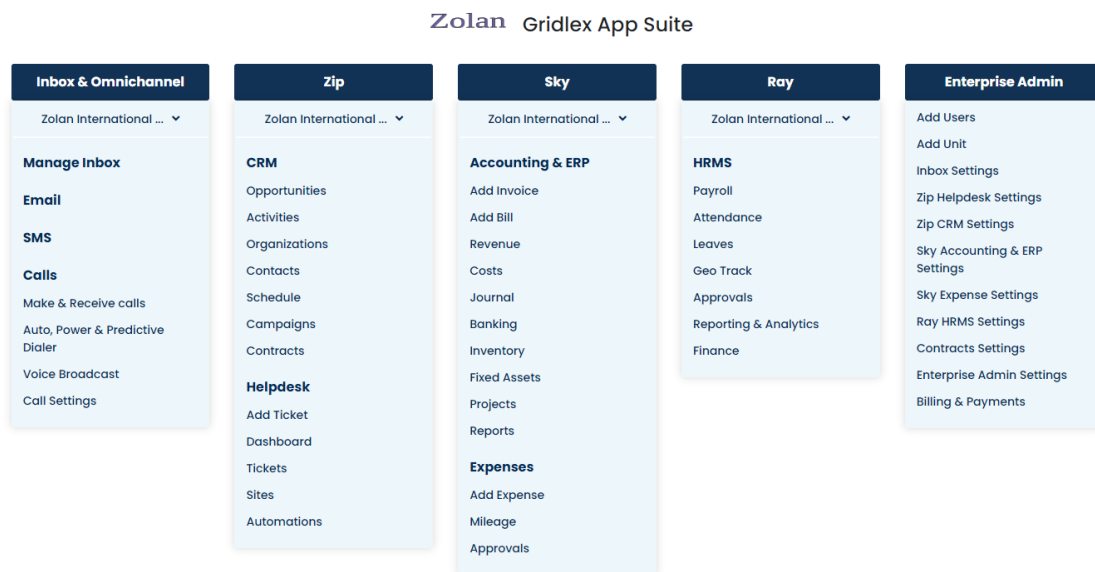 Zolan Gridlex App Suite
Inbox & Omnichannel
Zolan International ...
Manage Inbox
Email
SMS
Calls
Make & Receive calls
Auto, Power & Predictive
Dialer
Voice Broadcast
Call Settings
Zip
Zolan International ...
CRM
Opportunities
Activities
Organizations
Contacts
Schedule
Campaigns
Contracts
Helpdesk
Add Ticket
Dashboard
Tickets
Sites
Automations
Sky
Zolan International ...
Accounting & ERP
Add Invoice
Add Bill
Revenue
Costs
Journal
Banking
Inventory
Fixed Assets
Projects
Reports
Expenses
Add Expense
Mileage
Approvals
Ray
Zolan International ...
HRMS
Payroll
Attendance
Leaves
Geo Track
Approvals
Reporting & Analytics
Finance
Enterprise Admin
Add Users
Add Unit
Inbox Settings
Zip Helpdesk Settings
Zip CRM Settings
Sky Accounting & ERP
Settings
Sky Expense Settings
Ray HRMS Settings
Contracts Settings
Enterprise Admin Settings
Billing & Payments